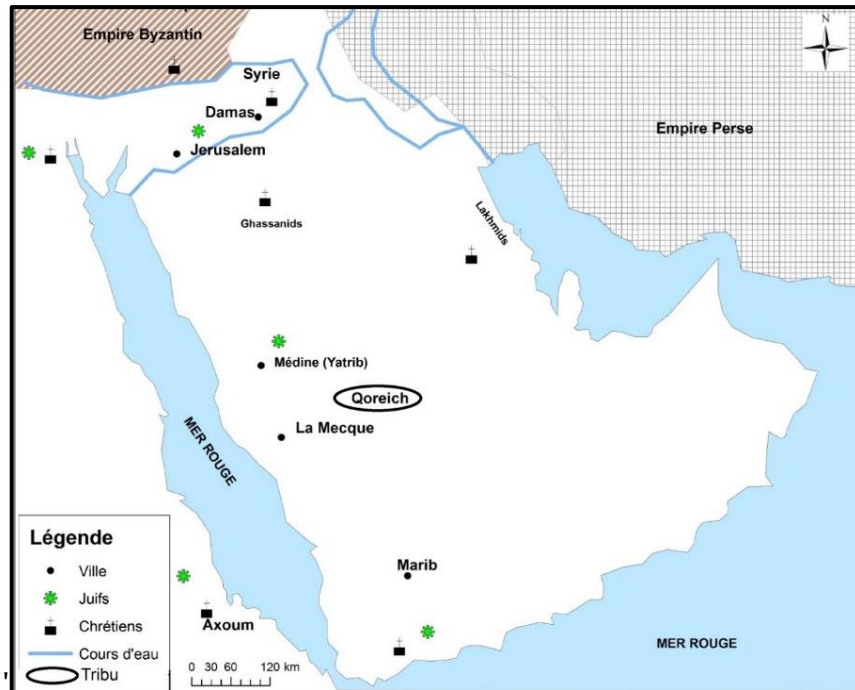 Empire Byzantin
N
Syrie
Damas
Empire Perse
Jerusalem
Ghassanids
Lakhmids
Médine (Yatrib)
Qoreich
La Mecque
MER ROUGE
Légende
Ville
Juifs
Chrétiens
Cours d'eau
Tribu
Marib
Axoum
MER ROUGE
0 30 60 120 km
'